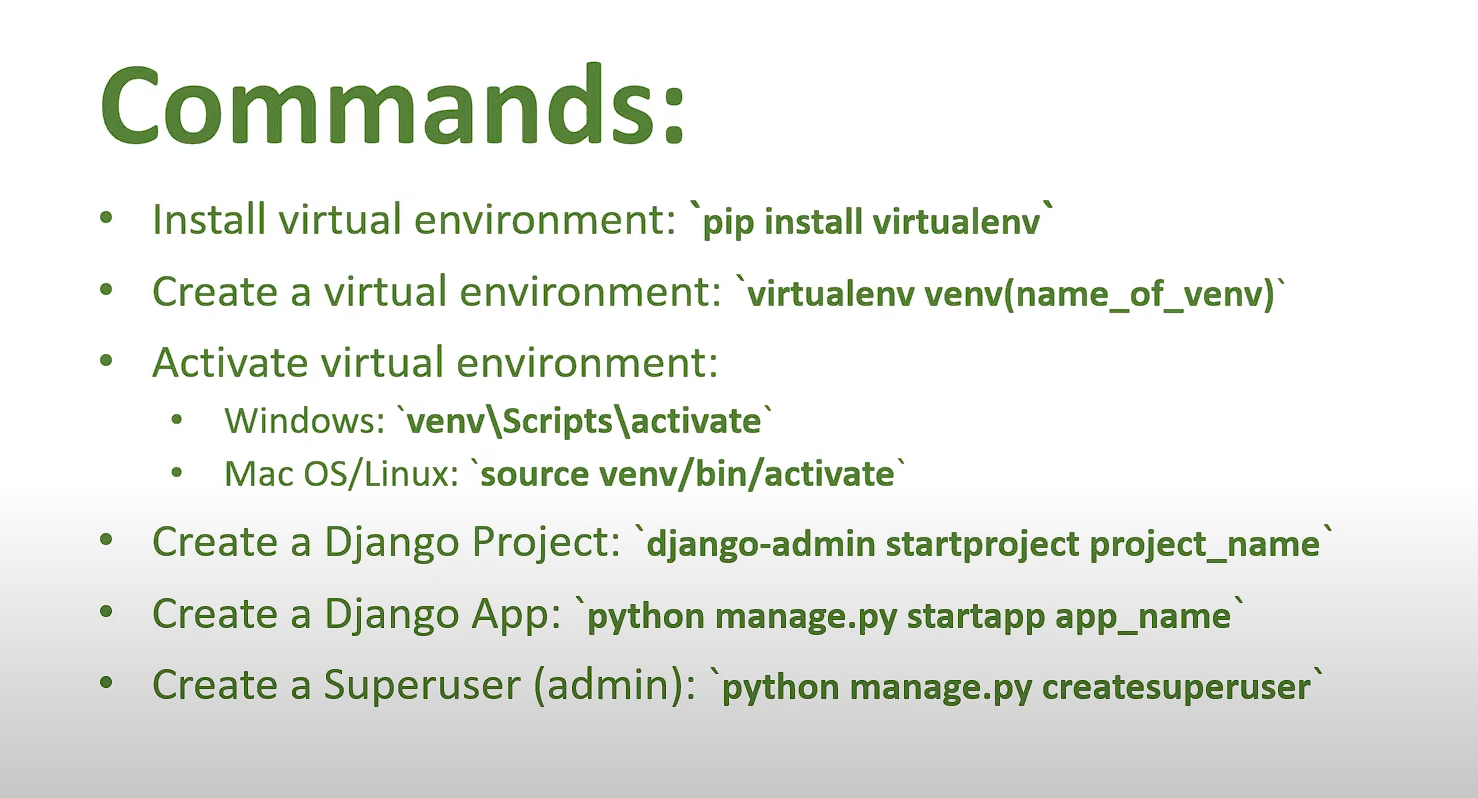 Commands:
• Install virtual environment: `pip install virtualenv`
• Create a virtual environment: `virtualenv venv(name_of_venv)`
• Activate virtual environment:
• Windows: `venv\Scripts\activate`
• Mac OS/Linux: `source venv/bin/activate`
• Create a Django Project: `django-admin startproject project_name`
• Create a Django App: `python manage.py startapp app_name`
• Create a Superuser (admin): `python manage.py createsuperuser`